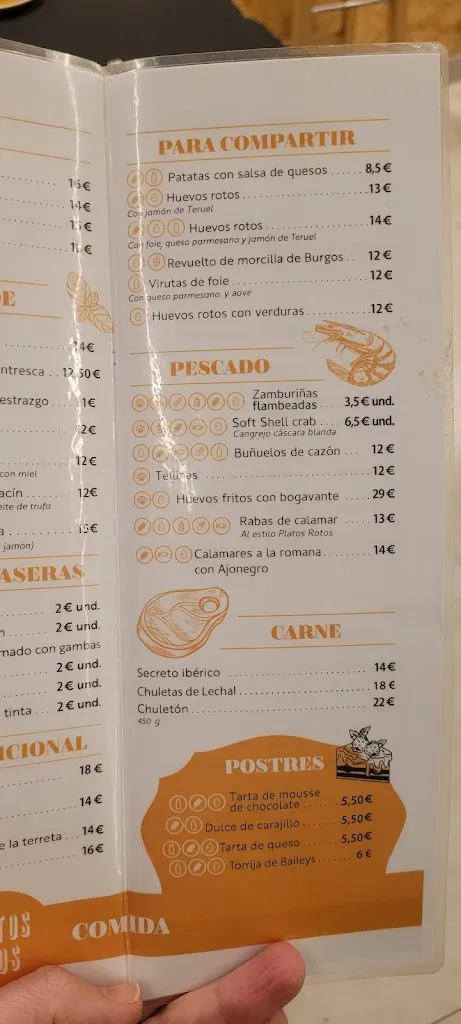 16€
14€
15€
DE
14€
ntresca .. 12,50€
estrazgo
12€
12€
con miel
acín ........ 12€
eite de trufa
a ........ 15€
jamón)
ASERAS
2€ und.
2€ und.
mado con gambas
2€ und.
2€ und.
tinta .... 2€ und.
ICIONAL
18 €
14€
e la terreta ... 14€
16€
TOS
OS
COMIDA
PARA COMPARTIR
Patatas con salsa de quesos ...... 8,5€
Huevos rotos ...................... 13€
Con jamón de Teruel
Huevos rotos .................. 14€
Con foie, queso parmesano y jamón de Teruel
Revuelto de morcilla de Burgos .. 12 €
Virutas de foie ........................ 12€
Con queso parmesano y aove
Huevos rotos con verduras ........... 12€
PESCADO
Zamburiñas
flambeadas .... 3,5€und.
Soft Shell crab .... 6,5€und.
Cangrejo cáscara blanda
Buñuelos de cazón ... 12 €
Tellinas ........................ 12€
Huevos fritos con bogavante ..... 29€
Rabas de calamar ..... 13€
Al estilo Platos Rotos
Calamares a la romana ........... 14€
con Ajonegro
CARNE
Secreto ibérico ........................ 14€
Chuletas de Lechal ..................... 18 €
Chuletón ............................... 22€
450 g
POSTRES
Tarta de mousse
de chocolate ....... 5,50€
Dulce de carajillo ....... 5,50€
Tarta de queso ........ 5,50€
Torrija de Baileys ....... 6 €